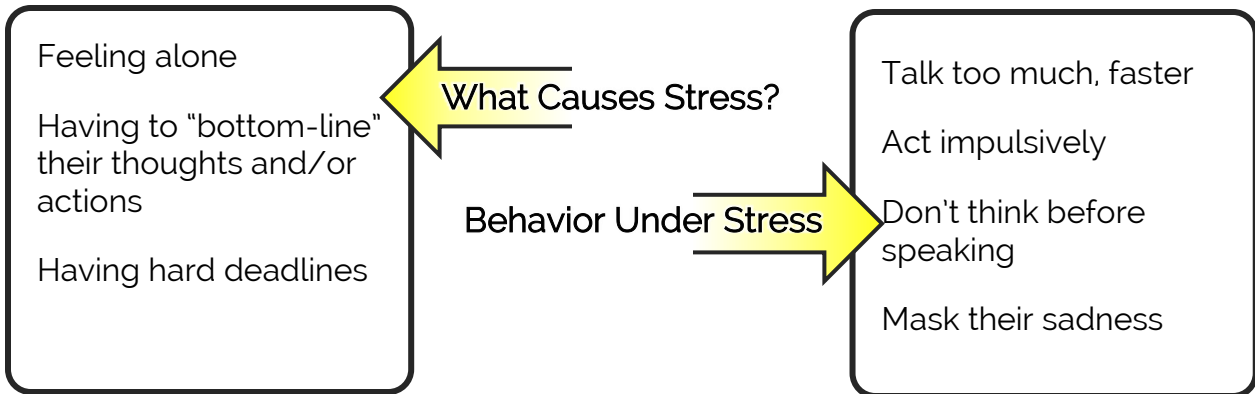 Feeling alone
Having to “bottom-line”
their thoughts and/or
actions
Having hard deadlines
What Causes Stress?
Behavior Under Stress
Talk too much, faster
Act impulsively
Don’t think before
speaking
Mask their sadness